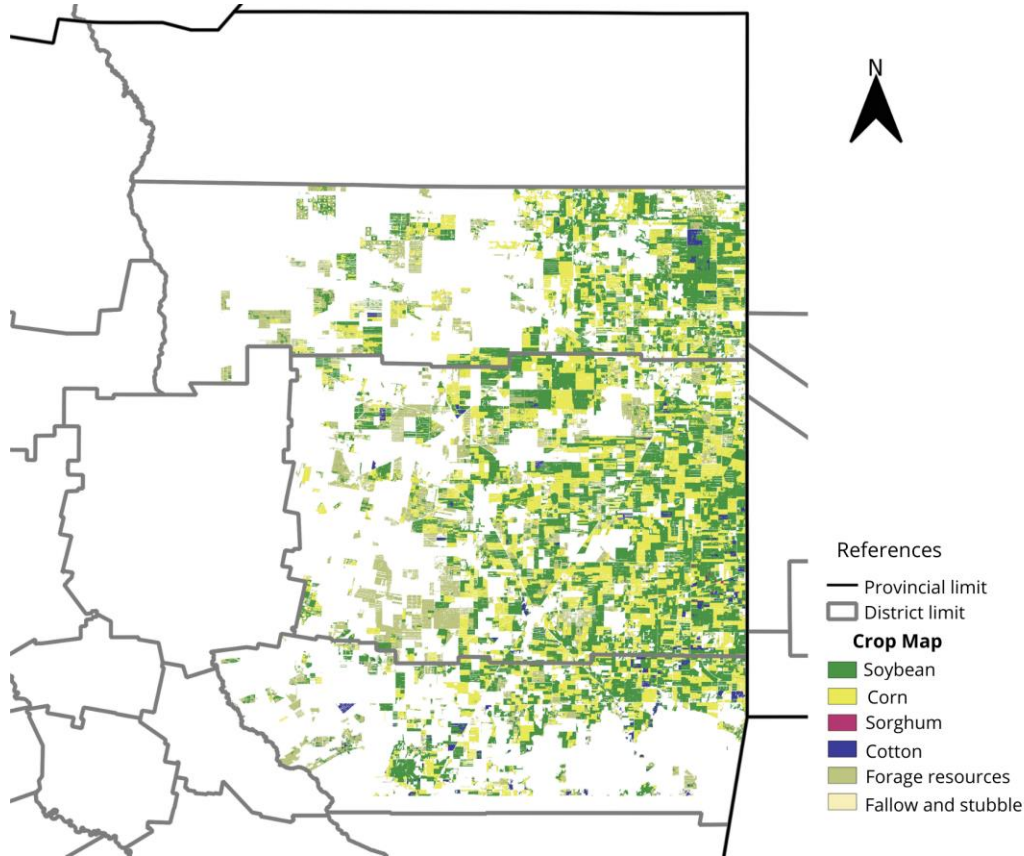 N
References
Provincial limit
District limit
Crop Map
Soybean
Corn
Sorghum
Cotton
Forage resources
Fallow and stubble